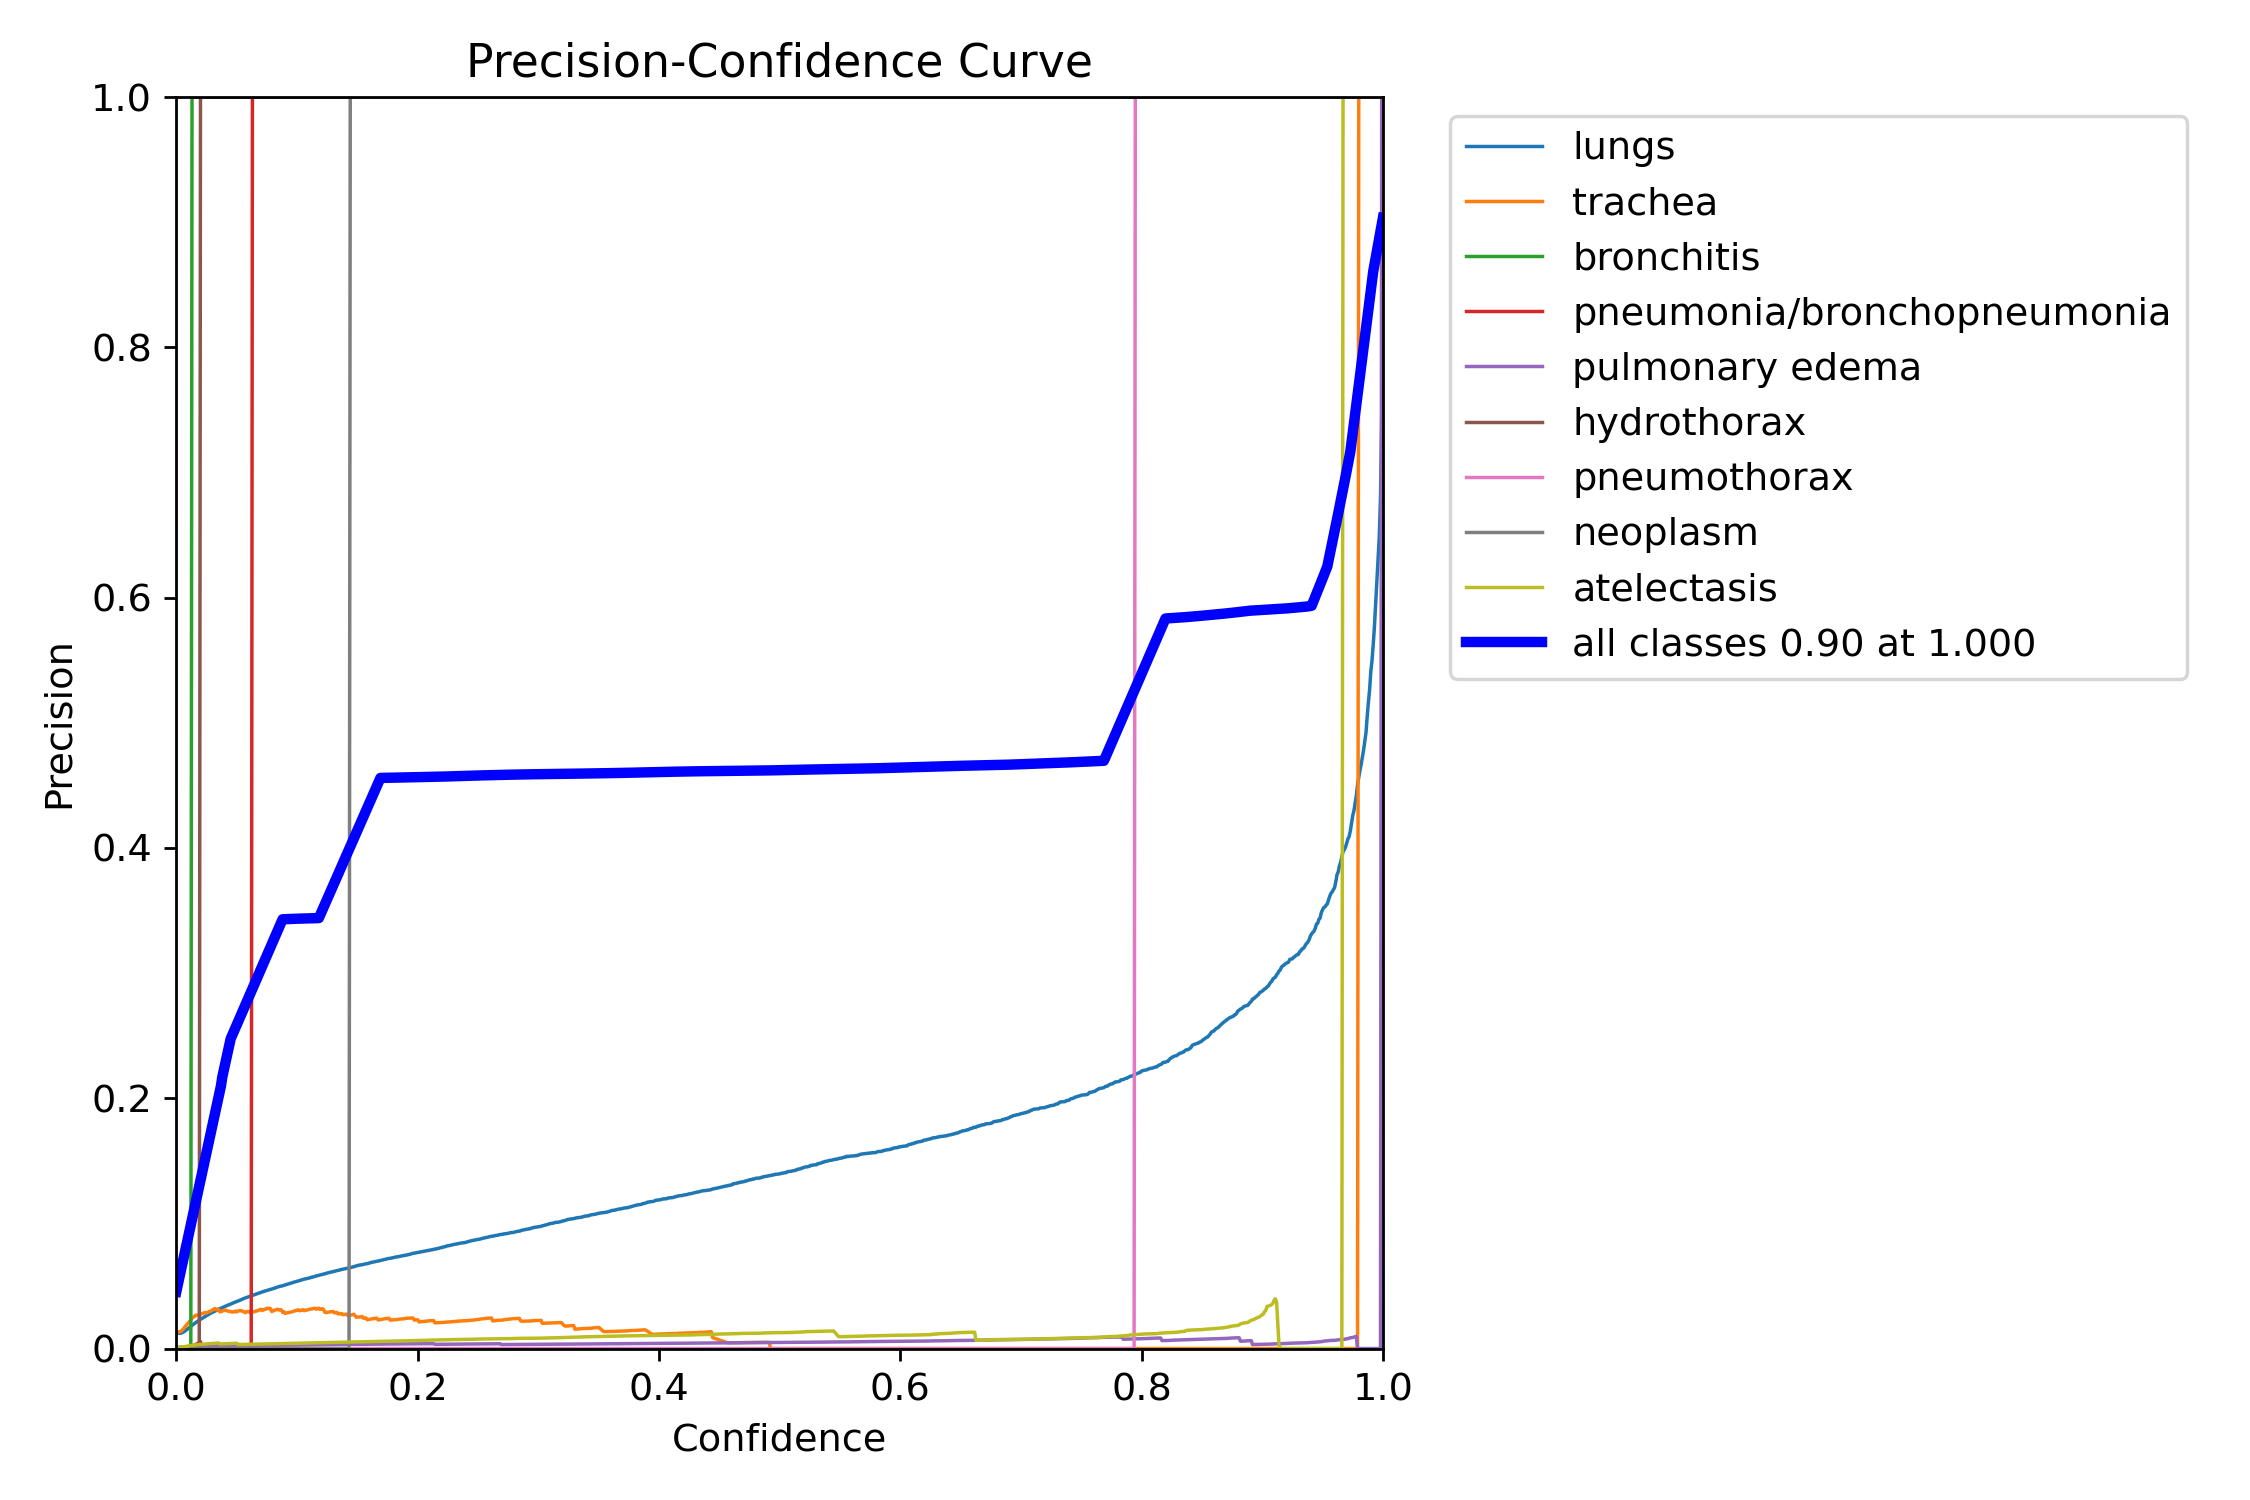 Precision-Confidence Curve
1.0
0.8
0.6
0.4
0.2
0.0
Precision
0.0 0.2 0.4 0.6 0.8 1.0
Confidence
lungs
trachea
bronchitis
pneumonia/bronchopneumonia
pulmonary edema
hydrothorax
pneumothorax
neoplasm
atelectasis
all classes 0.90 at 1.000